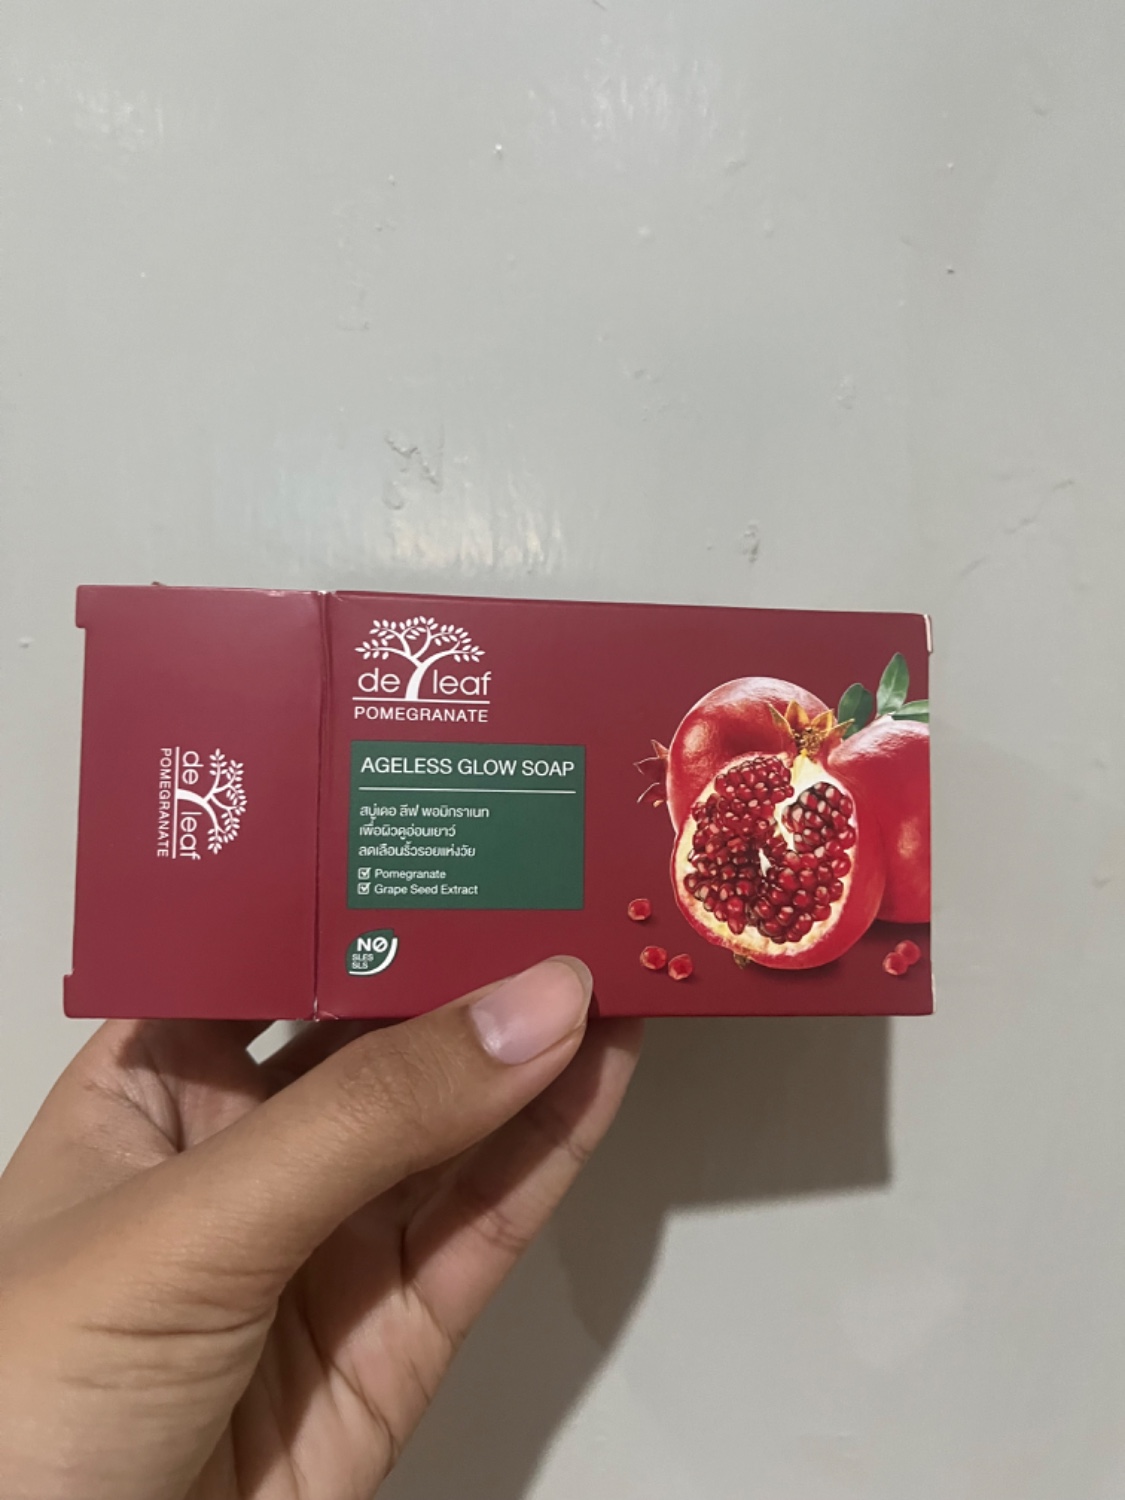 de leaf
POMEGRANATE
de leaf
POMEGRANATE
AGELESS GLOW SOAP
สบู่เดอ ลีฟ พอมิกราเนท
เพื่อผิวดูอ่อนเยาว์
ลดเลือนริ้วรอยแห่งวัย
Pomegranate
Grape Seed Extract
NO
SLES
SLS